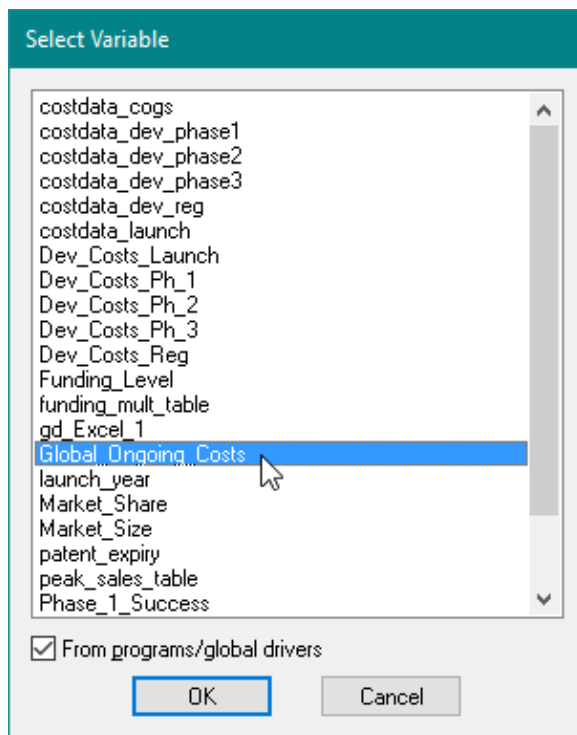 Select Variable
costdata_cogs
costdata_dev_phase1
costdata_dev_phase2
costdata_dev_phase3
costdata_dev_reg
costdata_launch
Dev_Costs_Launch
Dev_Costs_Ph_1
Dev_Costs_Ph_2
Dev_Costs_Ph_3
Dev_Costs_Reg
Funding_Level
funding_mult_table
gd_Excel_1
Global_Ongoing_Costs
launch_year
Market_Share
Market_Size
patent_expiry
peak_sales_table
Phase_1_Success
From programs/global drivers
OK Cancel